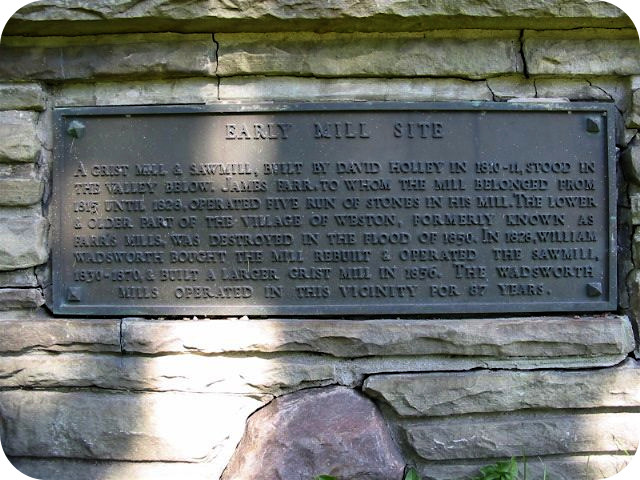 EARLY MILL SITE
A GRIST MILL & SAWMILL, BUILT BY DAVID HOLLEY IN 1810-11, STOOD IN
THE VALLEY BELOW. JAMES FARR, TO WHOM THE MILL BELONGED FROM
1815 UNTIL 1828, OPERATED FIVE RUN OF STONES IN HIS MILL. THE LOWER
& OLDER PART OF THE VILLAGE OF WESTON, FORMERLY KNOWN AS
FARR'S MILLS, WAS DESTROYED IN THE FLOOD OF 1850. IN 1828, WILLIAM
WADSWORTH BOUGHT THE MILL REBUILT & OPERATED THE SAWMILL,
1830-1870, & BUILT A LARGER GRIST MILL IN 1856. THE WADSWORTH
MILLS OPERATED IN THIS VICINITY FOR 87 YEARS.